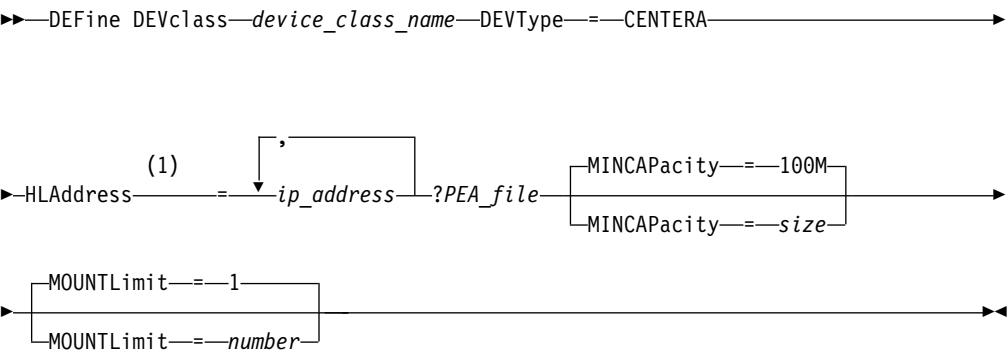 DEFine DEVclass device_class_name DEVType = CENTERA
,
(1)
HLAddress = ip_address ?PEA_file
MINCAPacity = 100M
MINCAPacity = size
MOUNTLimit = 1
MOUNTLimit = number